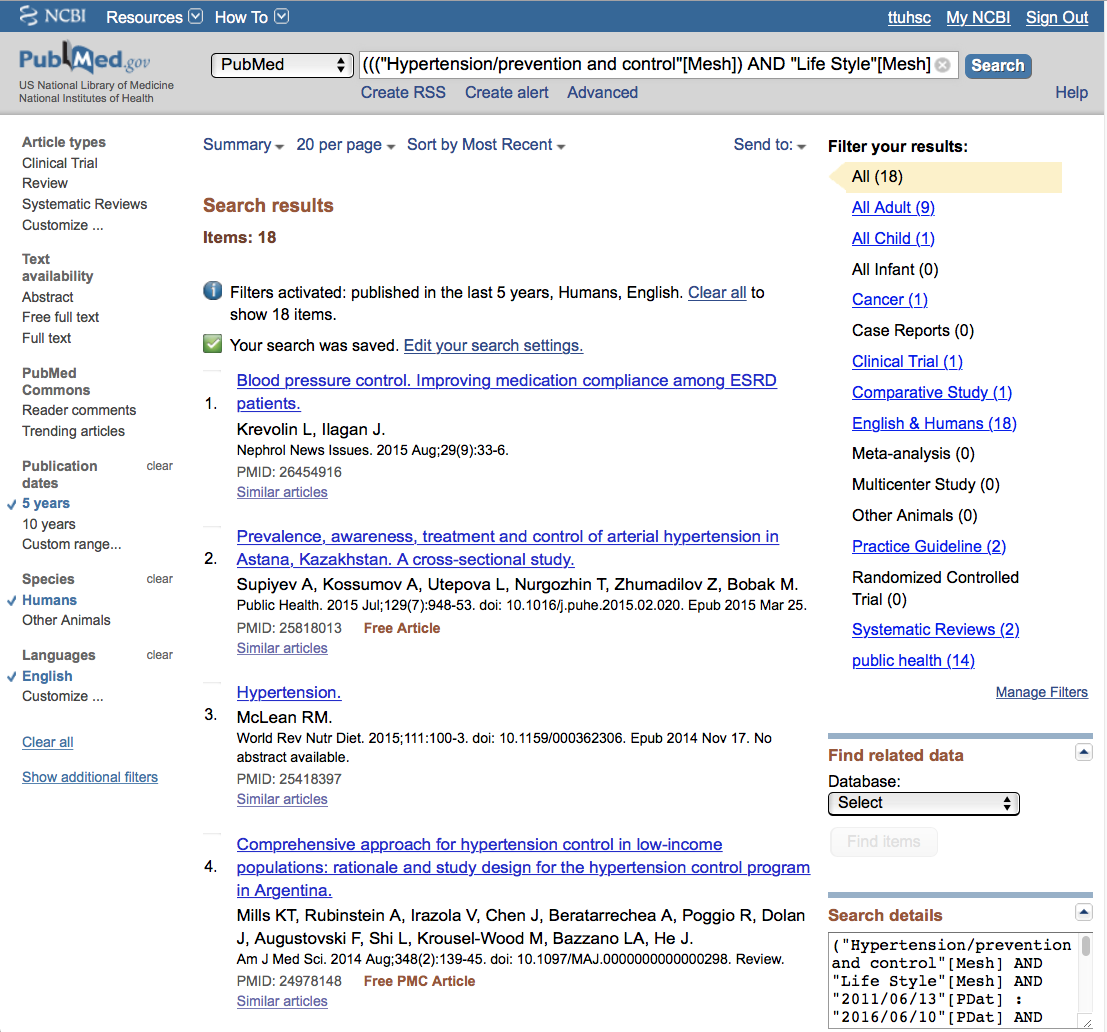 NCBI Resources How To ttuhsc My NCBI Sign Out
PubMed.gov
US National Library of Medicine
National Institutes of Health
PubMed ((("Hypertension/prevention and control"[Mesh]) AND "Life Style"[Mesh] Search
Create RSS Create alert Advanced Help
Article types
Clinical Trial
Review
Systematic Reviews
Customize ...
Text
availability
Abstract
Free full text
Full text
PubMed
Commons
Reader comments
Trending articles
Publication clear
dates
5 years
10 years
Custom range...
Species clear
Humans
Other Animals
Languages clear
English
Customize ...
Clear all
Show additional filters
Summary 20 per page Sort by Most Recent Send to:
Search results
Items: 18
Filters activated: published in the last 5 years, Humans, English. Clear all to
show 18 items.
Your search was saved. Edit your search settings.
Blood pressure control. Improving medication compliance among ESRD
1. patients.
Krevolin L, Ilagan J.
Nephrol News Issues. 2015 Aug;29(9):33-6.
PMID: 26454916
Similar articles
Prevalence, awareness, treatment and control of arterial hypertension in
2. Astana, Kazakhstan. A cross-sectional study.
Supiyev A, Kossumov A, Utepova L, Nurgozhin T, Zhumadilov Z, Bobak M.
Public Health. 2015 Jul;129(7):948-53. doi: 10.1016/j.puhe.2015.02.020. Epub 2015 Mar 25.
PMID: 25818013 Free Article
Similar articles
Hypertension.
3. McLean RM.
World Rev Nutr Diet. 2015;111:100-3. doi: 10.1159/000362306. Epub 2014 Nov 17. No
abstract available.
PMID: 25418397
Similar articles
Comprehensive approach for hypertension control in low-income
4. populations: rationale and study design for the hypertension control program
in Argentina.
Mills KT, Rubinstein A, Irazola V, Chen J, Beratarrechea A, Poggio R, Dolan
J, Augustovski F, Shi L, Krousel-Wood M, Bazzano LA, He J.
Am J Med Sci. 2014 Aug;348(2):139-45. doi: 10.1097/MAJ.0000000000000298. Review.
PMID: 24978148 Free PMC Article
Similar articles
Filter your results:
All (18)
All Adult (9)
All Child (1)
All Infant (0)
Cancer (1)
Case Reports (0)
Clinical Trial (1)
Comparative Study (1)
English & Humans (18)
Meta-analysis (0)
Multicenter Study (0)
Other Animals (0)
Practice Guideline (2)
Randomized Controlled
Trial (0)
Systematic Reviews (2)
public health (14)
Manage Filters
Find related data
Database:
Select
Find items
Search details
("Hypertension/prevention
and control"[Mesh] AND
"Life Style"[Mesh] AND
"2011/06/13"[PDat] :
"2016/06/10"[PDat] AND